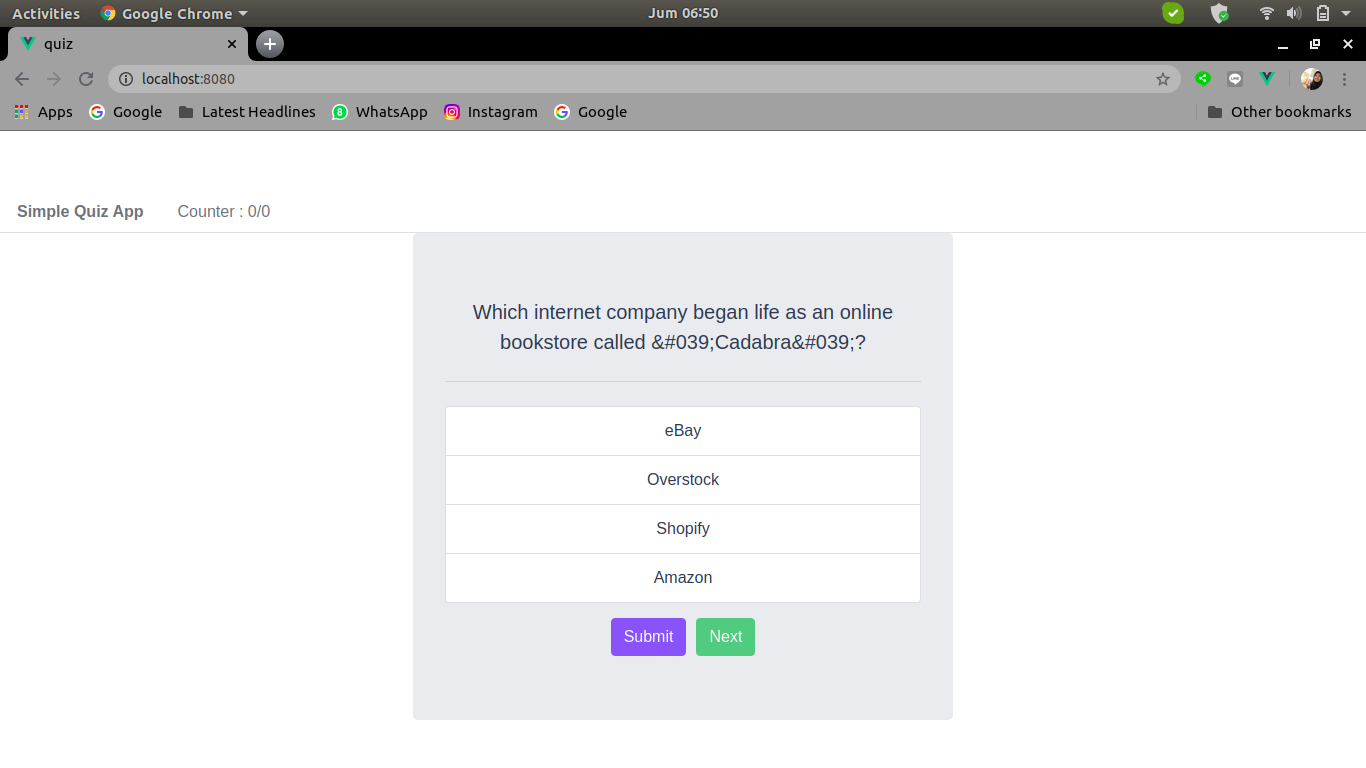 Activities Google Chrome Jum 06:50
quiz
localhost:8080
Apps Google Latest Headlines 8 WhatsApp Instagram Google Other bookmarks
Simple Quiz App Counter : 0/0
Which internet company began life as an online
bookstore called &#039;Cadabra&#039;?
eBay
Overstock
Shopify
Amazon
Submit Next